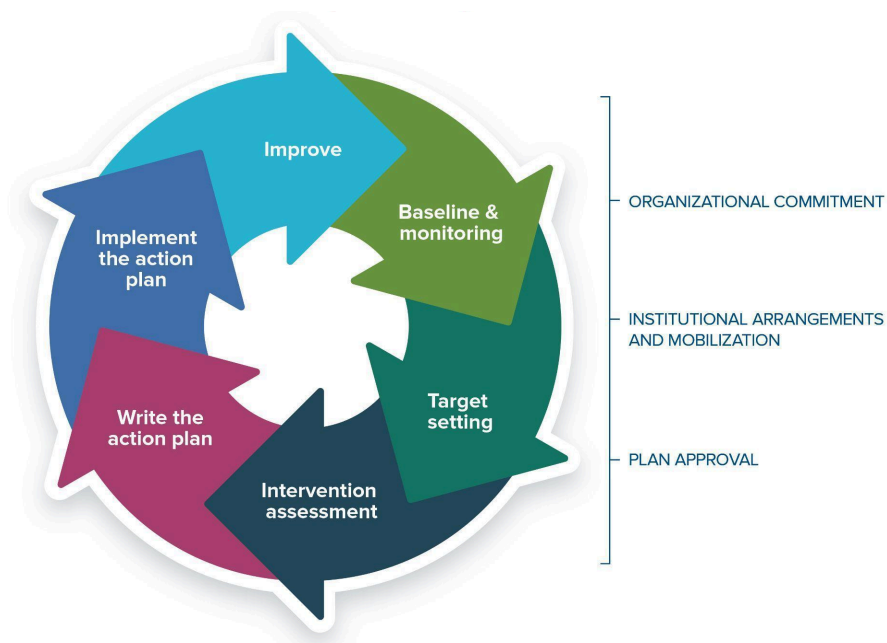 Improve
Baseline &
monitoring
Target
setting
Intervention
assessment
Write the
action plan
Implement
the action
plan
ORGANIZATIONAL COMMITMENT
INSTITUTIONAL ARRANGEMENTS
AND MOBILIZATION
PLAN APPROVAL